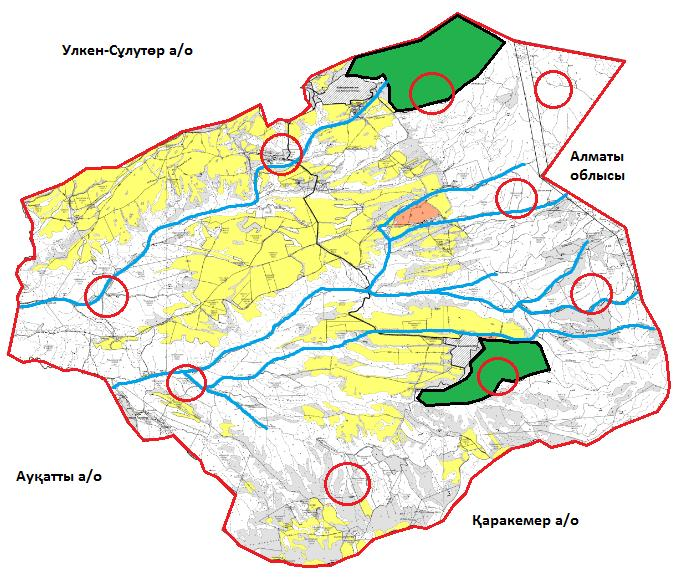 Улкен-Сұлутөр а/о
Алматы
облысы
Ауқатты а/о
Қаракемер а/о